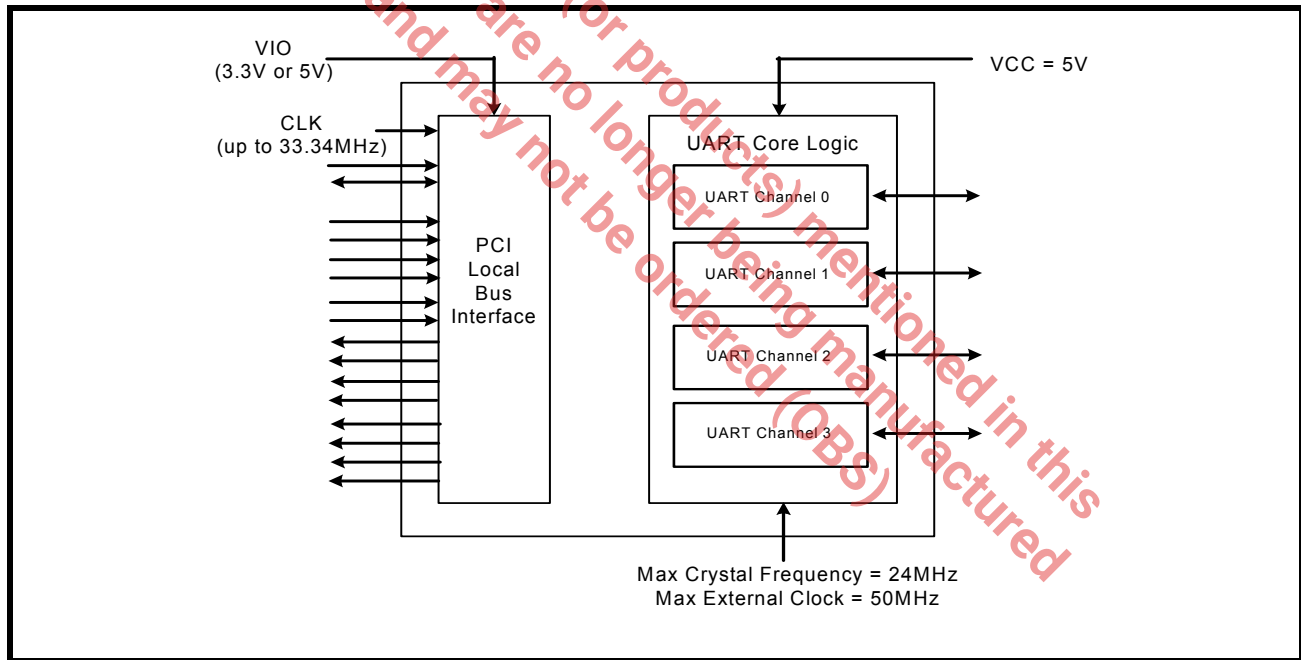 VIO
(3.3V or 5V)
VCC = 5V
CLK
(up to 33.34MHz)
UART Core Logic
UART Channel 0
UART Channel 1
UART Channel 2
UART Channel 3
PCI
Local
Bus
Interface
Max Crystal Frequency = 24MHz
Max External Clock = 50MHz
(or products) mentioned in this
are no longer being manufactured
and may not be ordered (OBS)